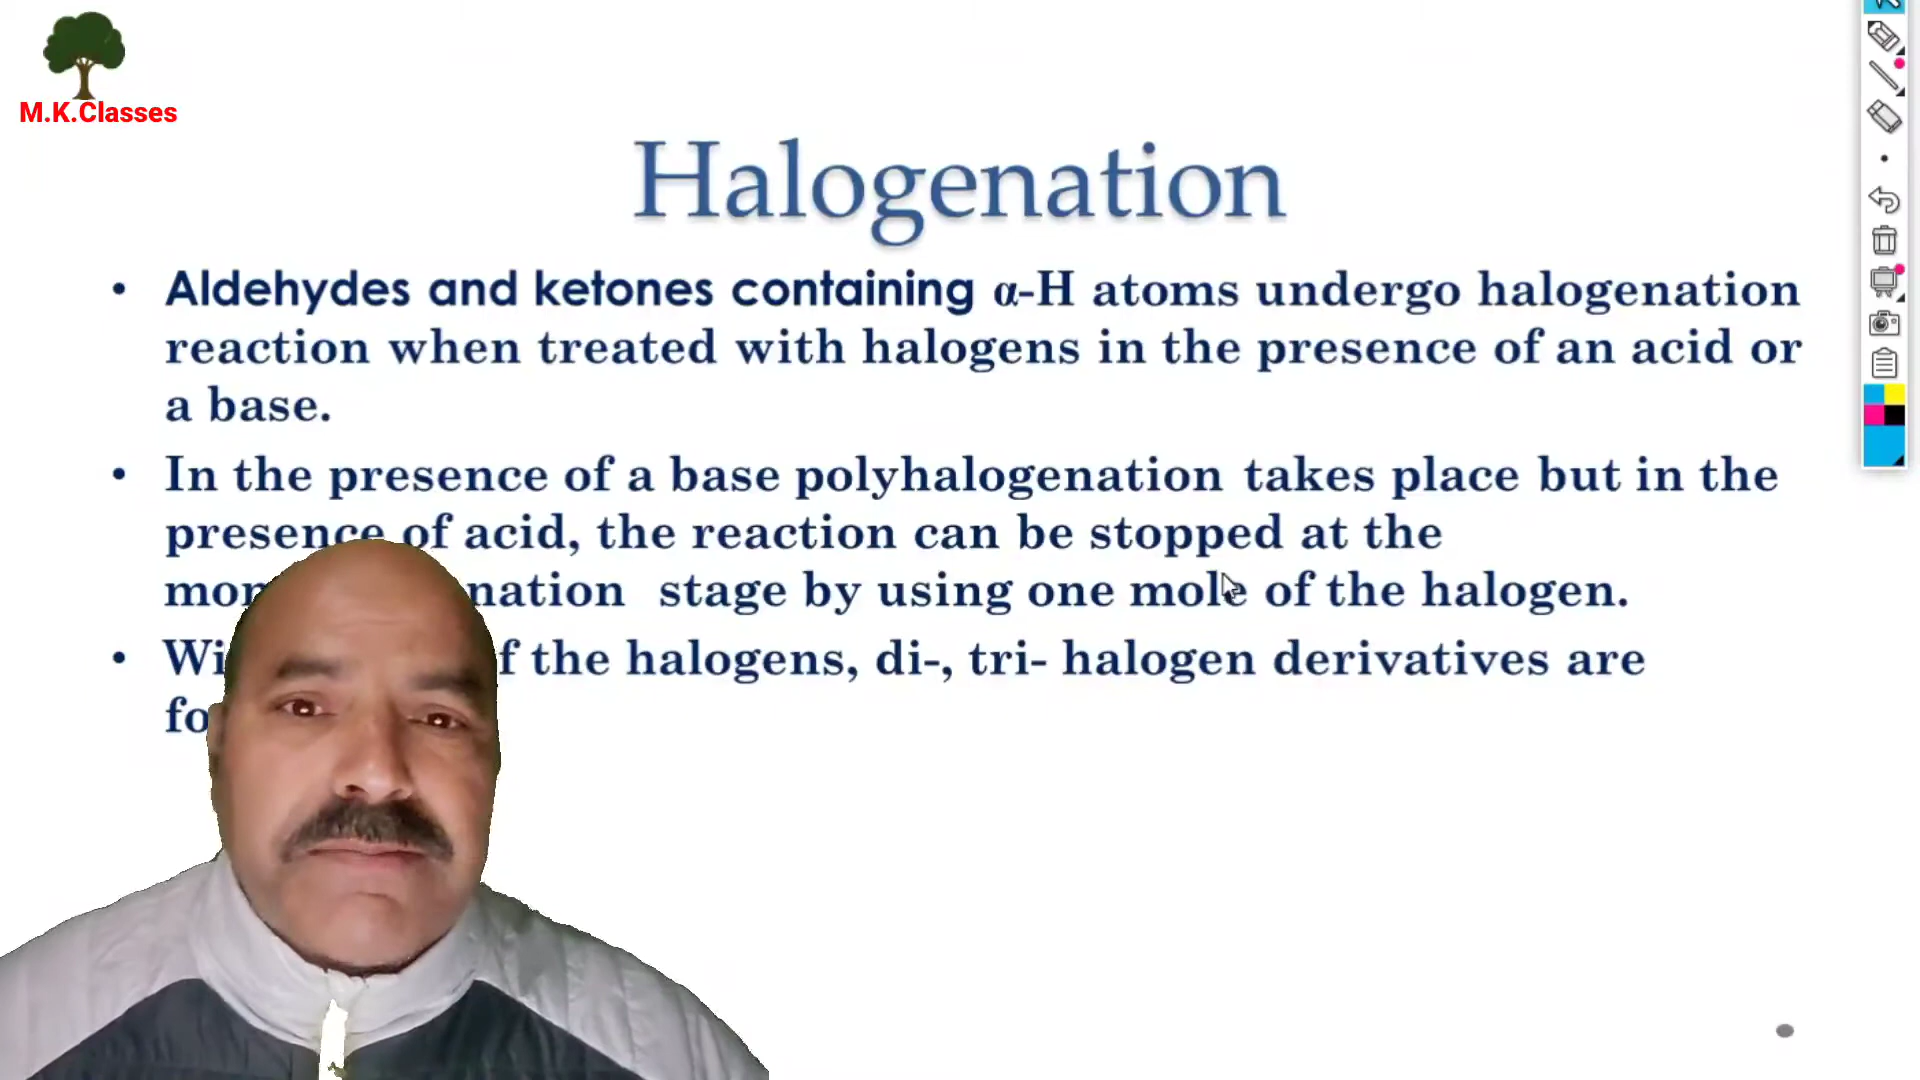 M.K.Classes
Halogenation
• Aldehydes and ketones containing α-H atoms undergo halogenation
reaction when treated with halogens in the presence of an acid or
a base.
• In the presence of a base polyhalogenation takes place but in the
presence of acid, the reaction can be stopped at the
nation stage by using one mole of the halogen.
• Wi f the halogens, di-, tri- halogen derivatives are
fo